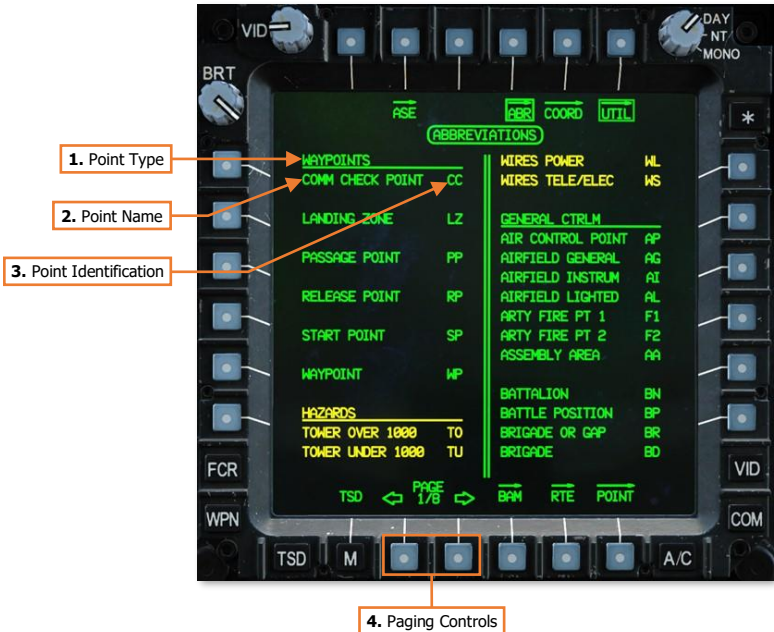 VID
DAY
NT
MONO
BRT
ASE
ABR
COORD
UTIL
*
ABBREVIATIONS
1. Point Type
2. Point Name
3. Point Identification
WAYPOINTS
COMM CHECK POINT CC
LANDING ZONE LZ
PASSAGE POINT PP
RELEASE POINT RP
START POINT SP
WAYPOINT WP
HAZARDS
TOWER OVER 1000 TO
TOWER UNDER 1000 TU
WIRES POWER WL
WIRES TELE/ELEC WS
GENERAL CTRLM
AIR CONTROL POINT AP
AIRFIELD GENERAL AG
AIRFIELD INSTRUM AI
AIRFIELD LIGHTED AL
ARTY FIRE PT 1 F1
ARTY FIRE PT 2 F2
ASSEMBLY AREA AA
BATTALION BN
BATTLE POSITION BP
BRIGADE OR GAP BR
BRIGADE BD
FCR
VID
TSD
PAGE
1/8
BAM
RTE
POINT
WPN
COM
TSD
M
A/C
4. Paging Controls